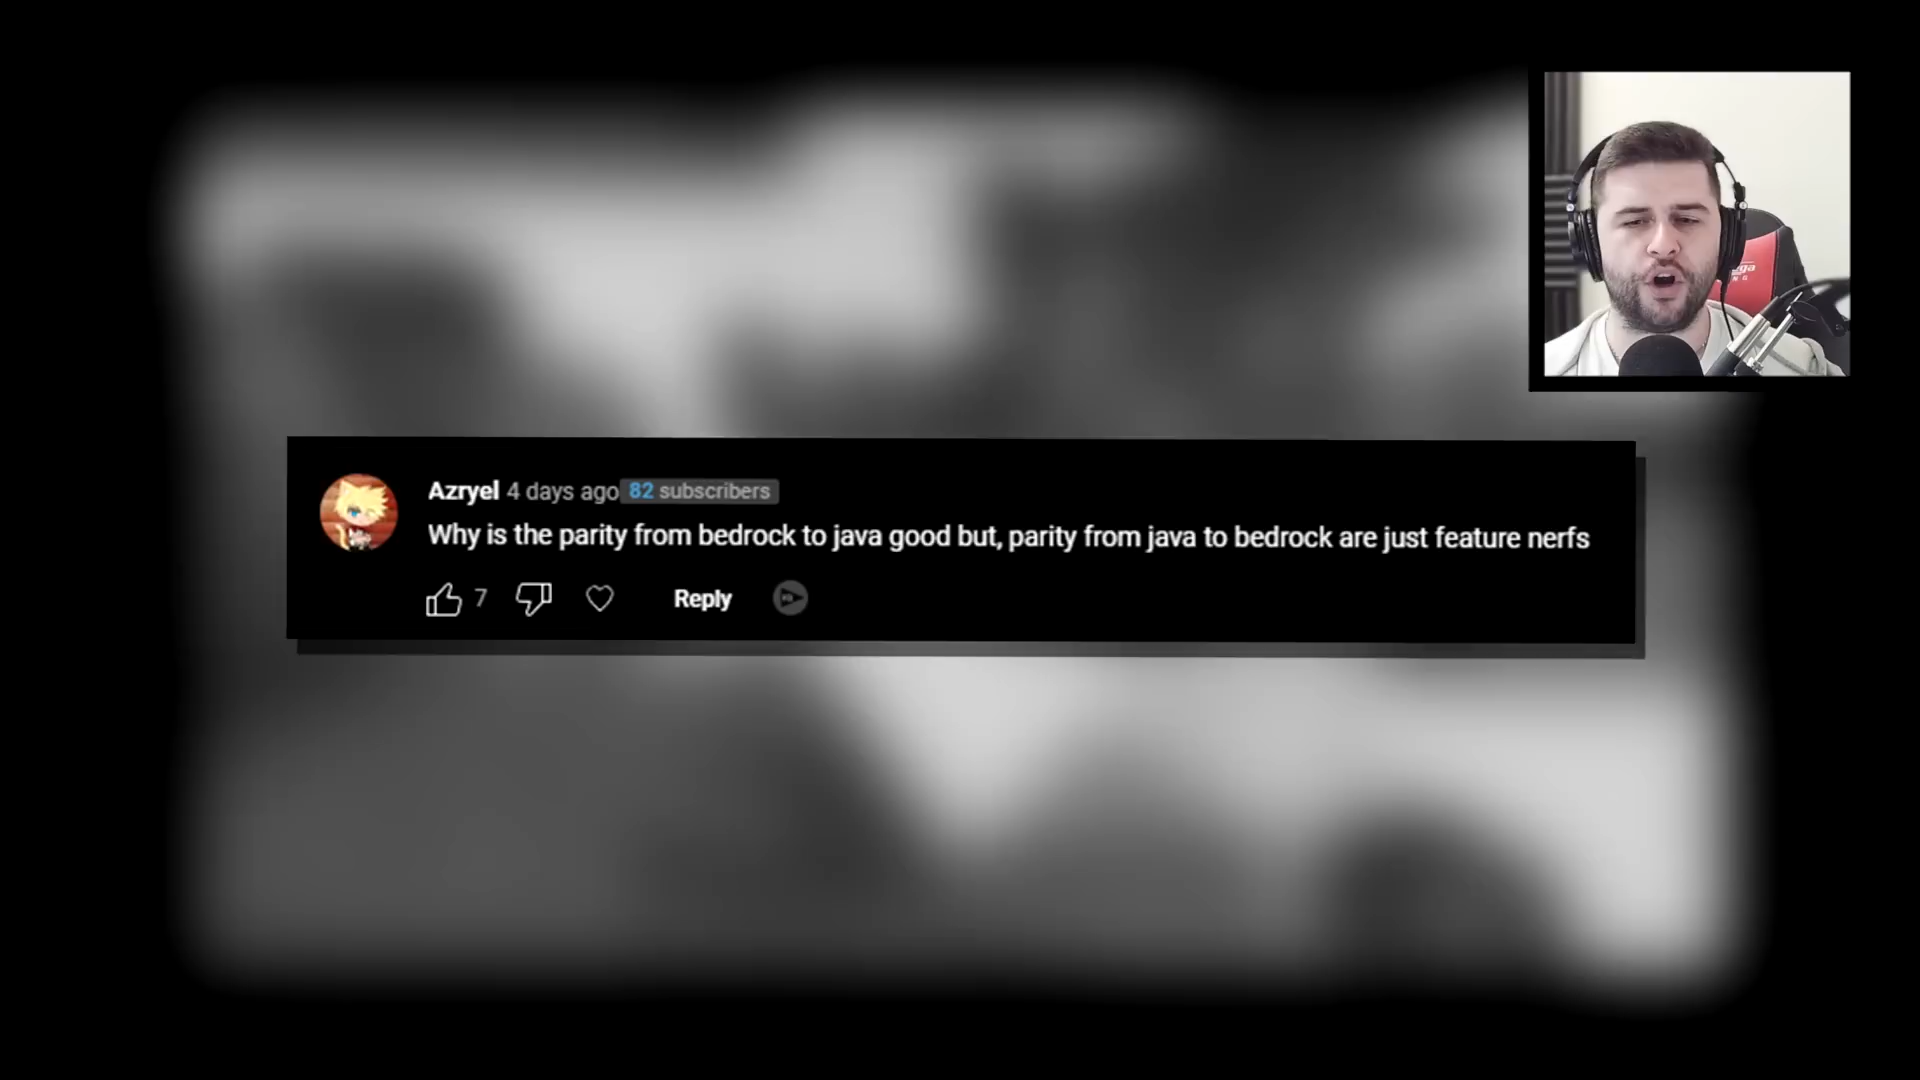 Azryel 4 days ago 82 subscribers
Why is the parity from bedrock to java good but, parity from java to bedrock are just feature nerfs
7 Reply